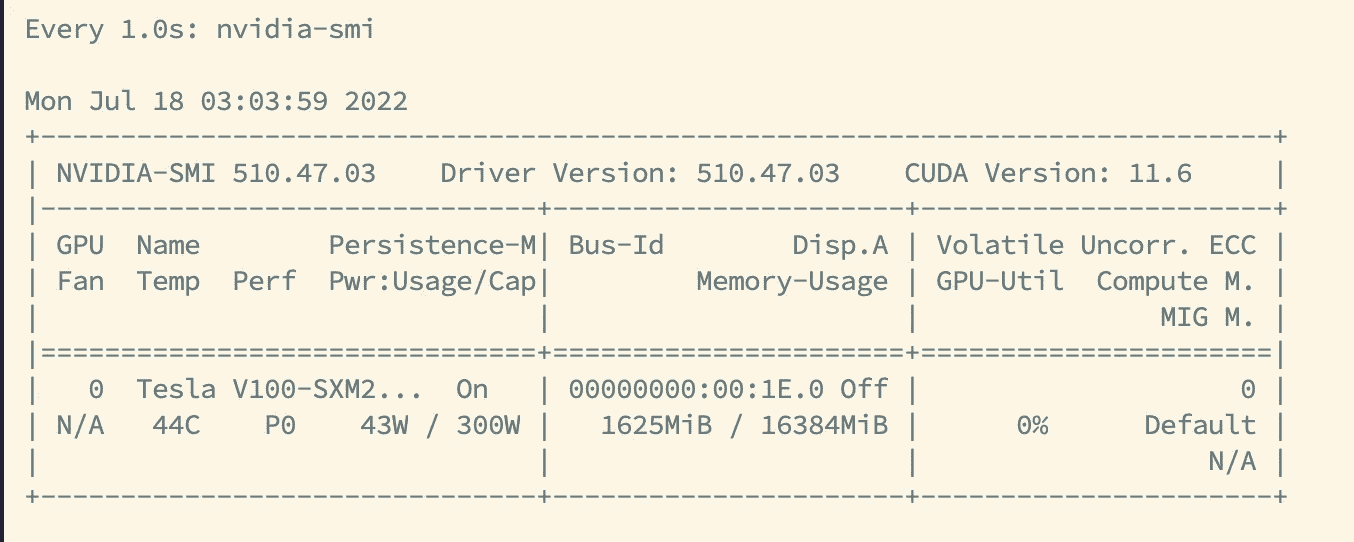 Every 1.0s: nvidia-smi

Mon Jul 18 03:03:59 2022
+-----------------------------------------------------------------------------+
| NVIDIA-SMI 510.47.03    Driver Version: 510.47.03    CUDA Version: 11.6     |
|-------------------------------+----------------------+----------------------+
| GPU  Name        Persistence-M| Bus-Id        Disp.A | Volatile Uncorr. ECC |
| Fan  Temp  Perf  Pwr:Usage/Cap|         Memory-Usage | GPU-Util  Compute M. |
|                               |                      |               MIG M. |
|===============================+======================+======================|
|   0  Tesla V100-SXM2...  On   | 00000000:00:1E.0 Off |                    0 |
| N/A   44C    P0    43W / 300W |   1625MiB / 16384MiB |      0%      Default |
|                               |                      |                  N/A |
+-------------------------------+----------------------+----------------------+